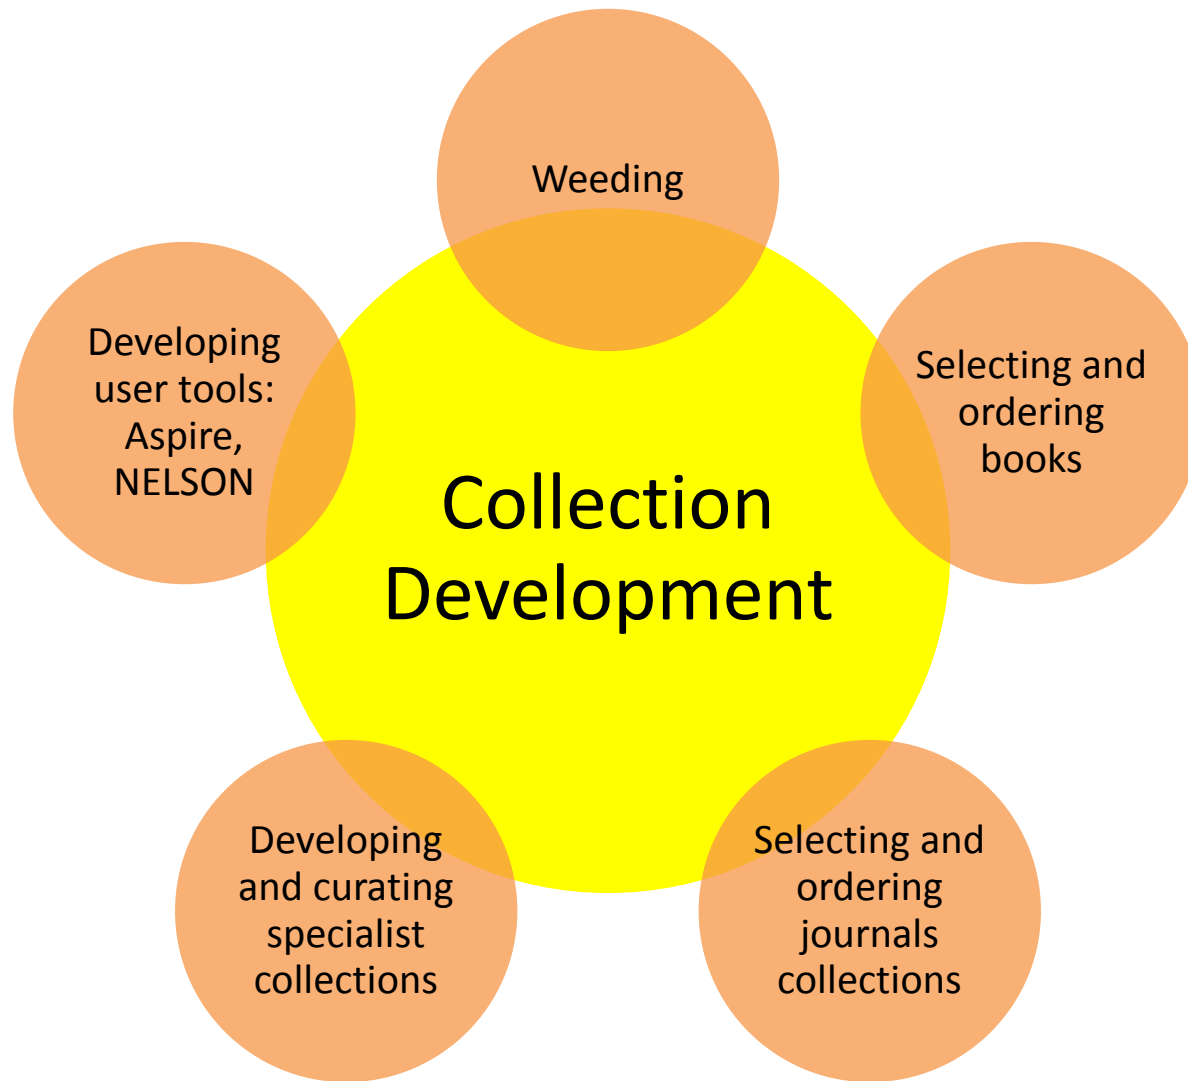 Weeding
Developing
user tools:
Aspire,
NELSON
Selecting and
ordering
books
Collection
Development
Developing
and curating
specialist
collections
Selecting and
ordering
journals
collections